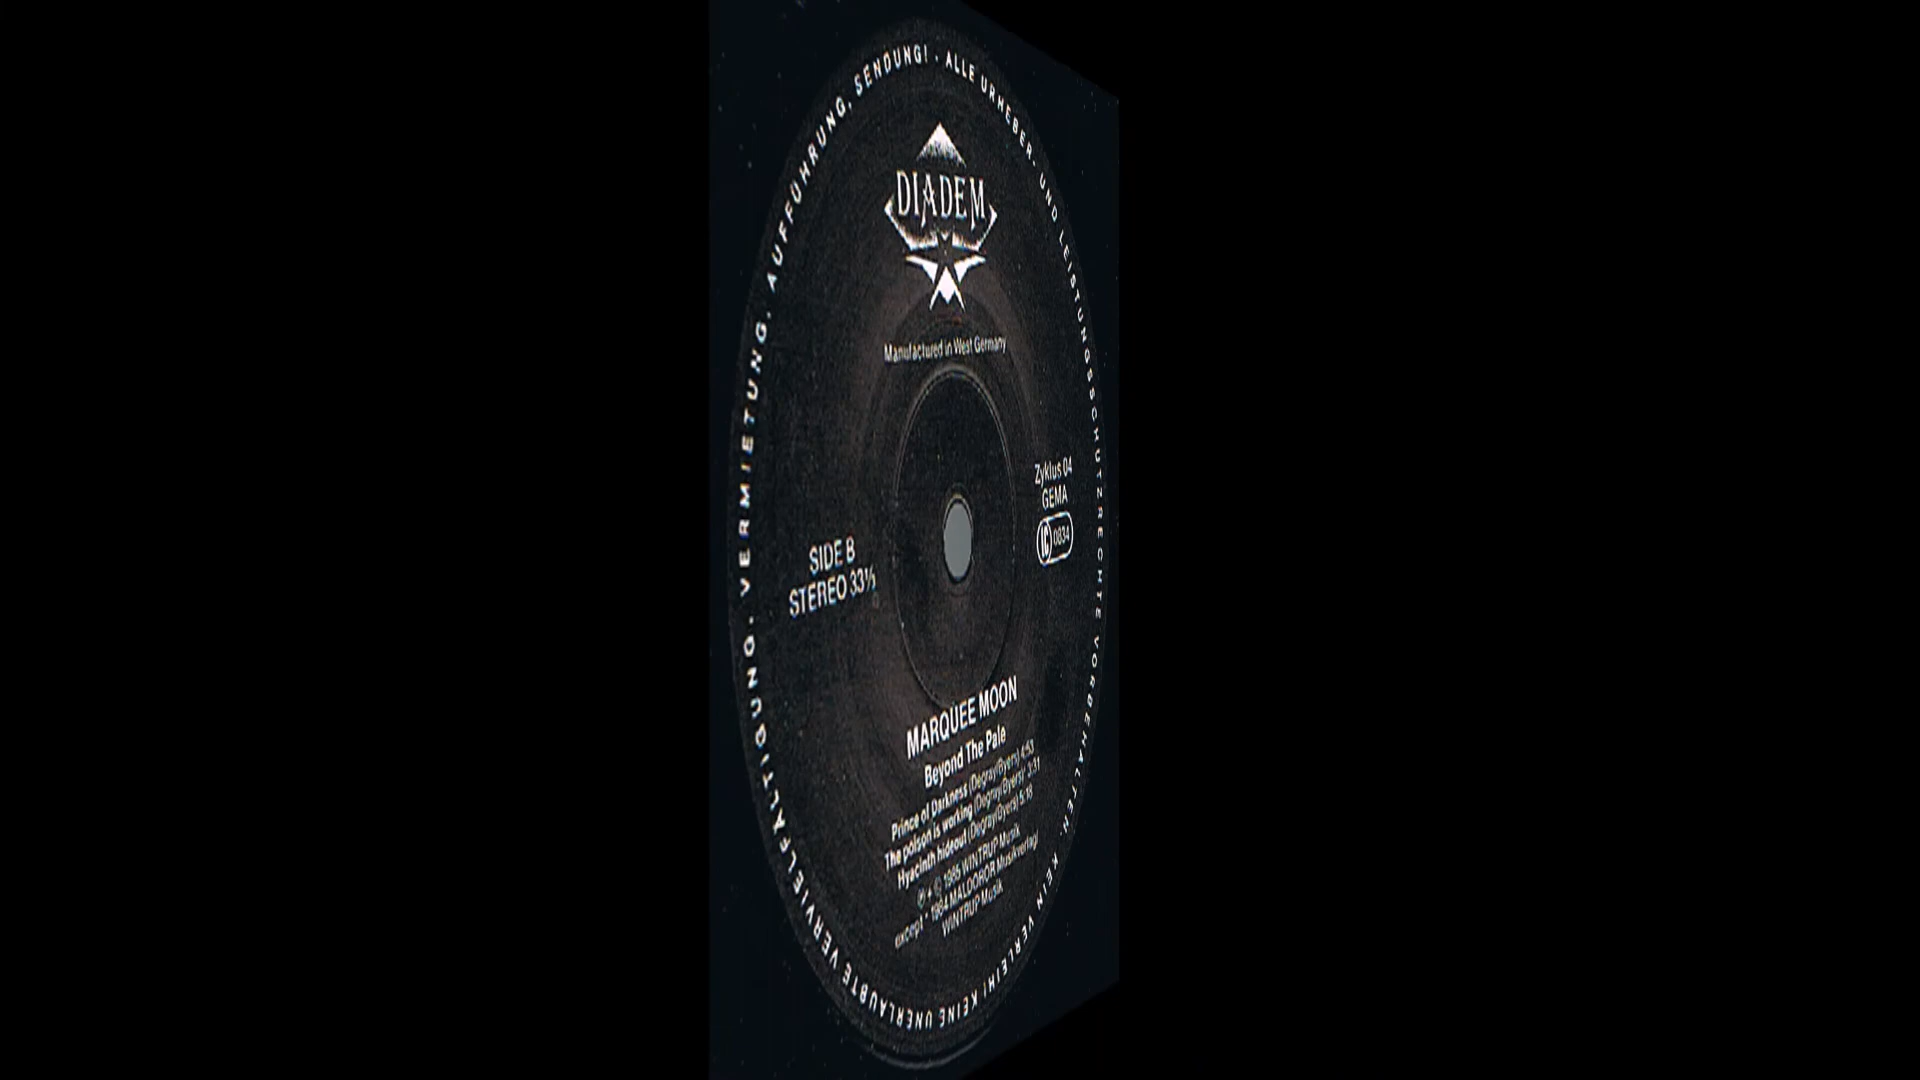 ALLE URHEBER- UND LEISTUNGSSCHUTZRECHTE VORBEHALTEN. KEIN VERLEIH! KEINE UNERLAUBTE VERVIELFÄLTIGUNG, VERMIETUNG, AUFFÜHRUNG, SENDUNG! ·
DIADEM
Manufactured in West Germany
Zyklus 04
GEMA
LC 0834
SIDE B
STEREO 33⅓
MARQUEE MOON
Beyond The Pale
Prince of Darkness (Degray/Byers) 4:53
The poison is working (Degray/Byers)* 3:31
Hyacinth hideout (Degray/Byers) 5:18
Ⓟ + © 1985 WINTRUP Musik
except * 1984 MALDOROR Musikverlag/
WINTRUP Musik